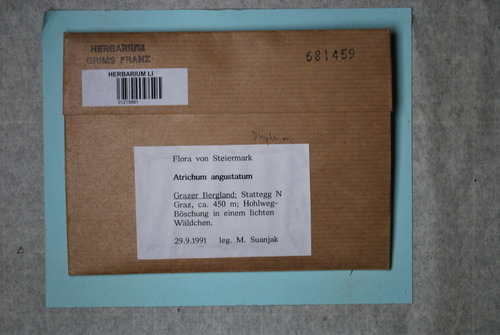 HERBARIUM
GRIMS FRANZ
681459
HERBARIUM LI
01215861
Flora von Steiermark
Atrichum angustatum
Grazer Bergland: Stattegg N
Graz, ca. 450 m; Hohlweg-
Böschung in einem lichten
Wäldchen.
29.9.1991 leg. M. Suanjak